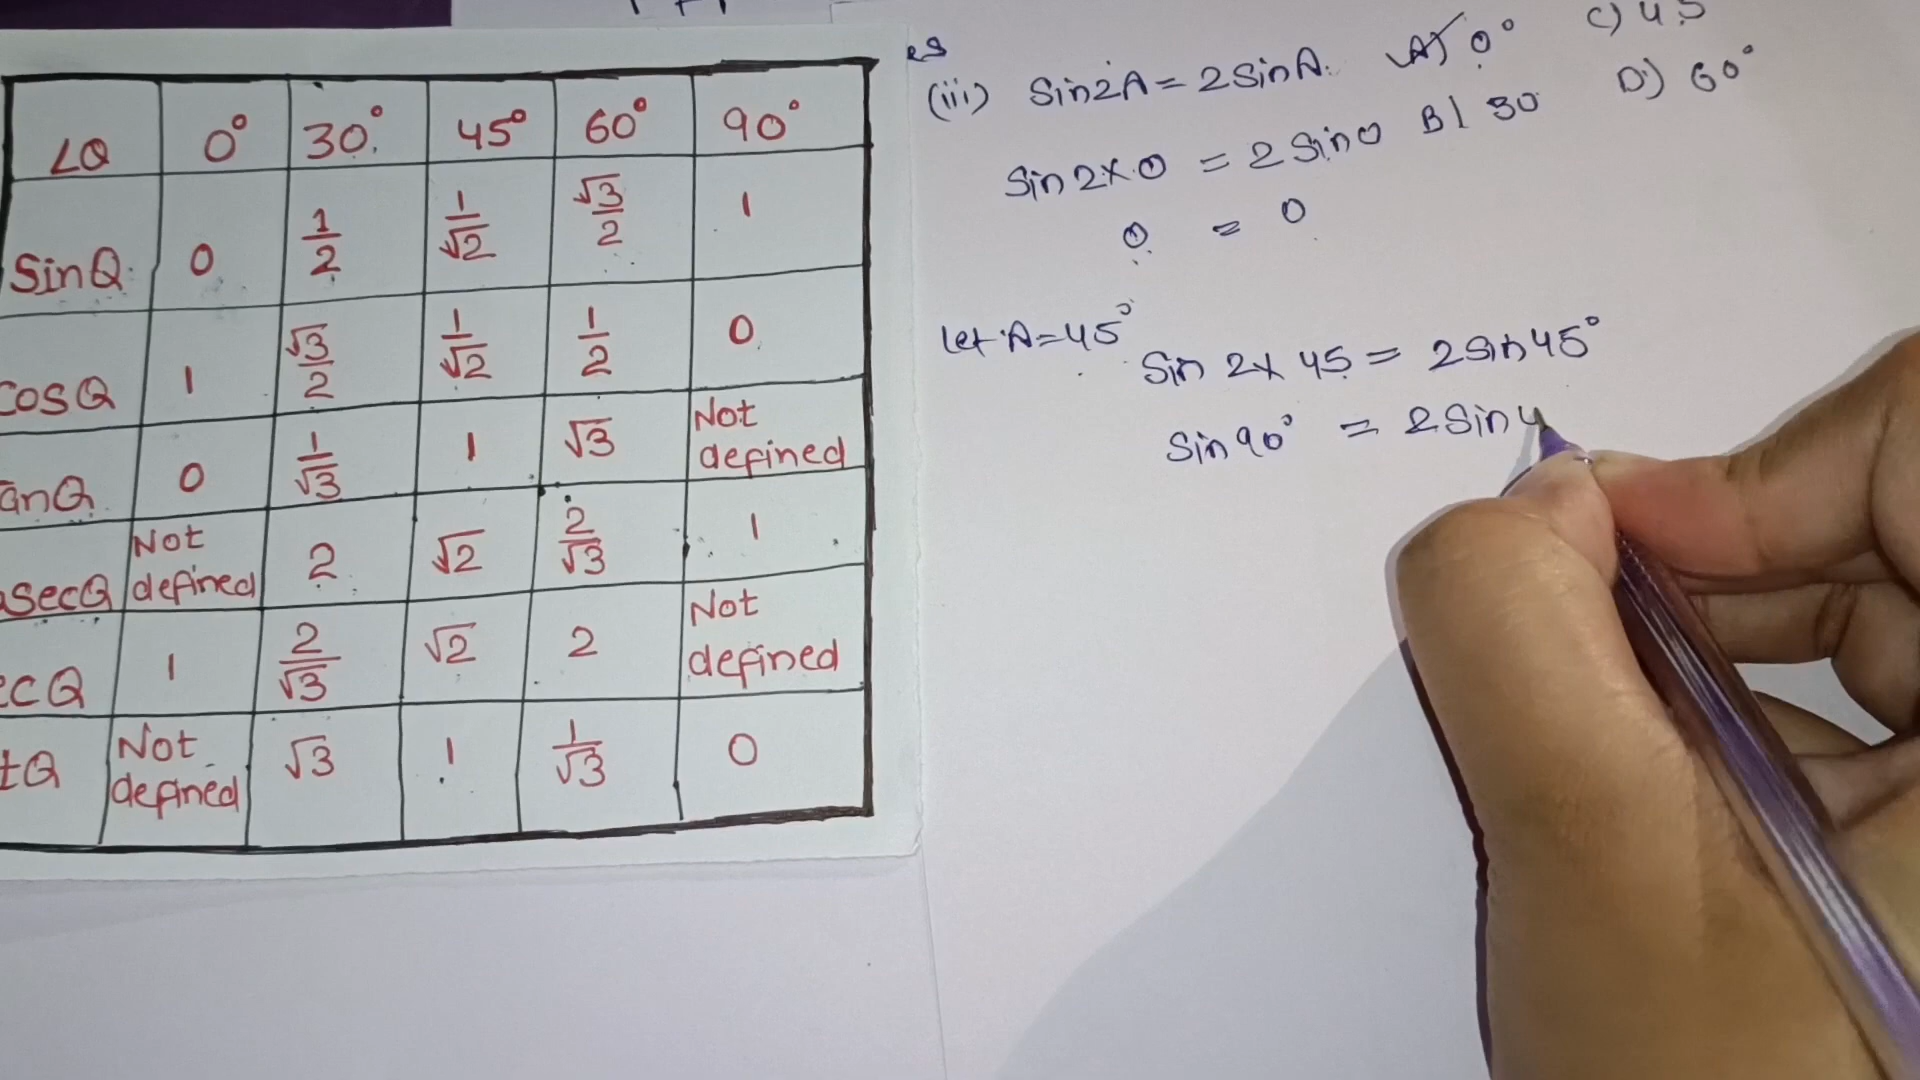 ∠Q 0° 30° 45° 60° 90°
SinQ 0 1/2 1/√2 √3/2 1
cosQ 1 √3/2 1/√2 1/2 0
anQ 0 1/√3 1 √3 Not defined
secQ Not defined 2 √2 2/√3 1
ecQ 1 2/√3 √2 2 Not defined
tQ Not defined √3 1 1/√3 0
(iii) Sin2A = 2SinA. A) 0° C) 45
B) 30 D) 60°
Sin 2×0 = 2 Sin0
0 = 0
let A=45°
Sin 2×45 = 2Sin45°
Sin90° = 2Sin4